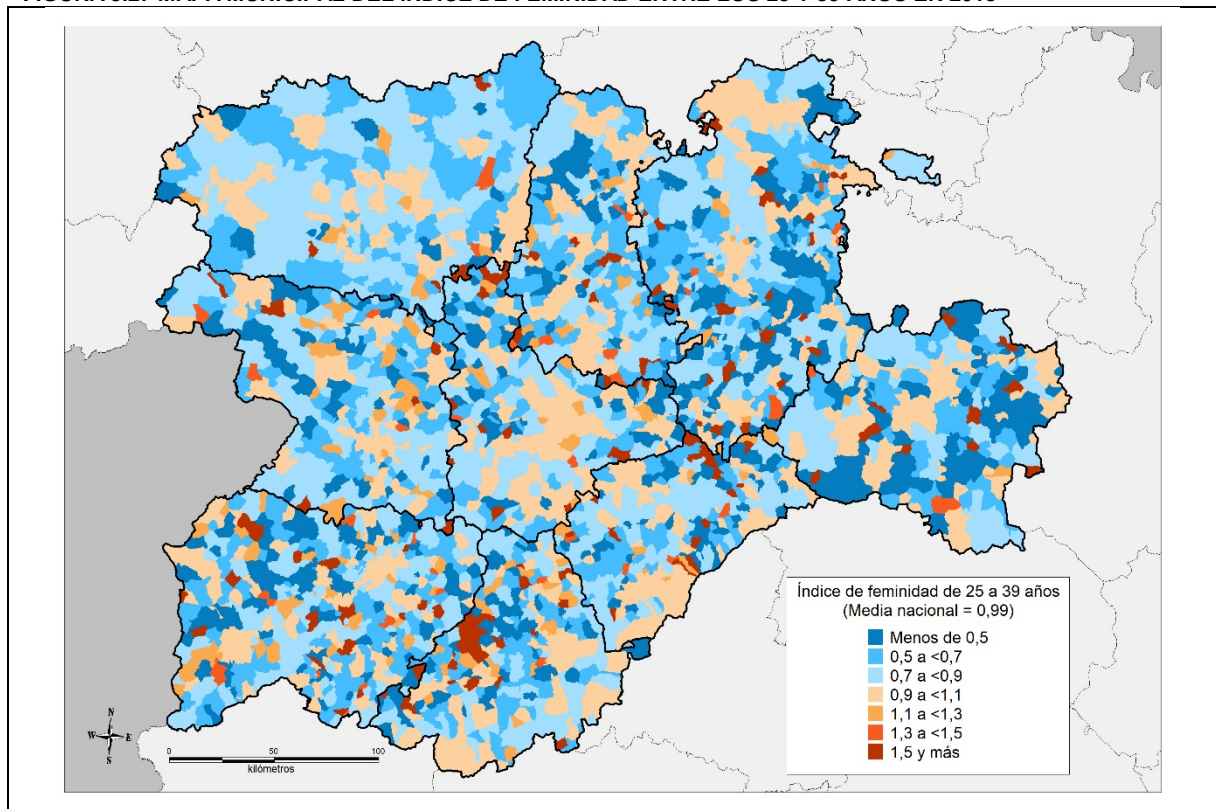 Índice de feminidad de 25 a 39 años
(Media nacional = 0,99)
Menos de 0,5
0,5 a <0,7
0,7 a <0,9
0,9 a <1,1
1,1 a <1,3
1,3 a <1,5
1,5 y más
N
W E
S
0 50 100
kilómetros